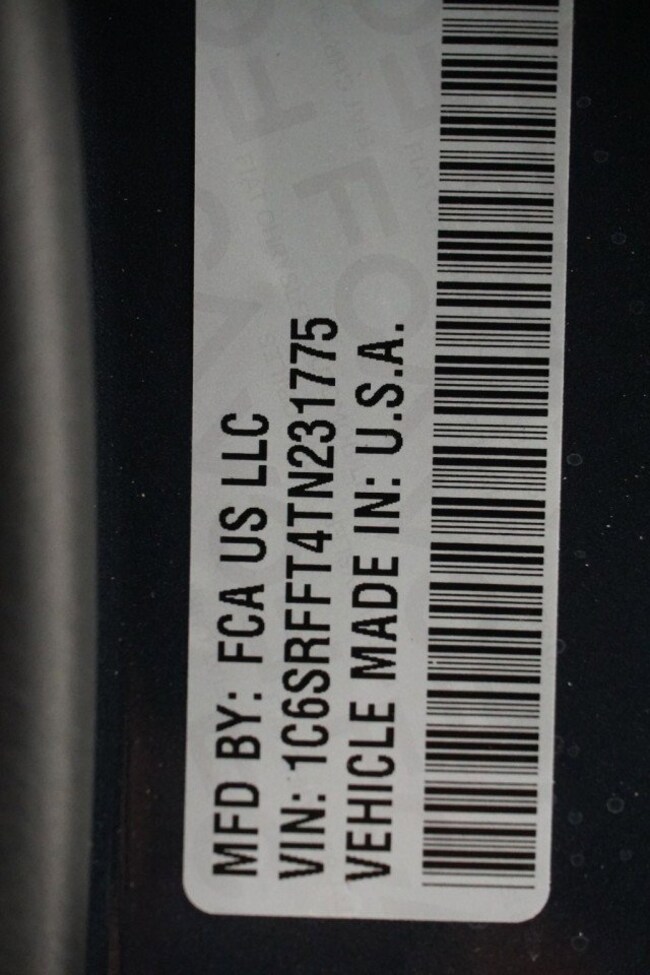 MFD BY: FCA US LLC
VIN: 1C6SRFFT4TN231775
VEHICLE MADE IN: U.S.A.